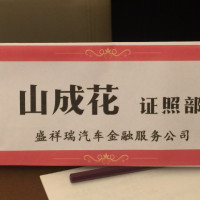 山成花 证照部
盛祥瑞汽车金融服务公司